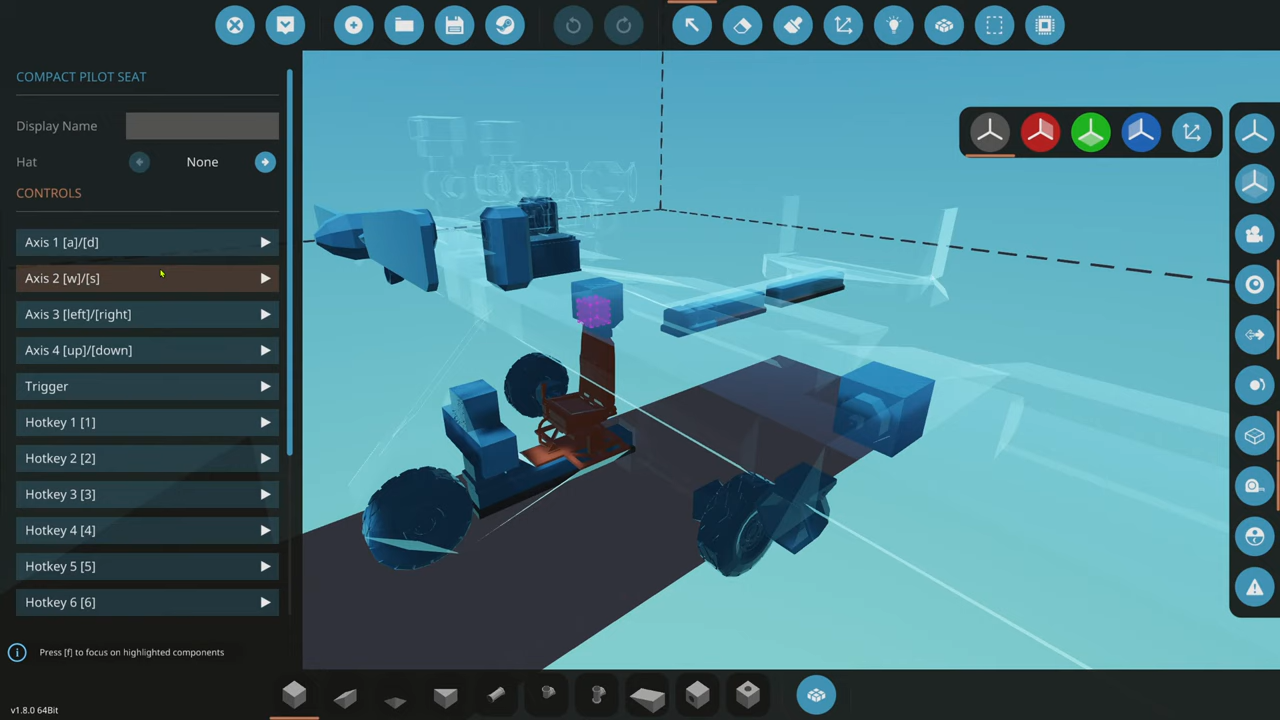 COMPACT PILOT SEAT
Display Name
Hat
None
CONTROLS
Axis 1 [a]/[d]
Axis 2 [w]/[s]
Axis 3 [left]/[right]
Axis 4 [up]/[down]
Trigger
Hotkey 1 [1]
Hotkey 2 [2]
Hotkey 3 [3]
Hotkey 4 [4]
Hotkey 5 [5]
Hotkey 6 [6]
Press [f] to focus on highlighted components
v1.8.0 64Bit